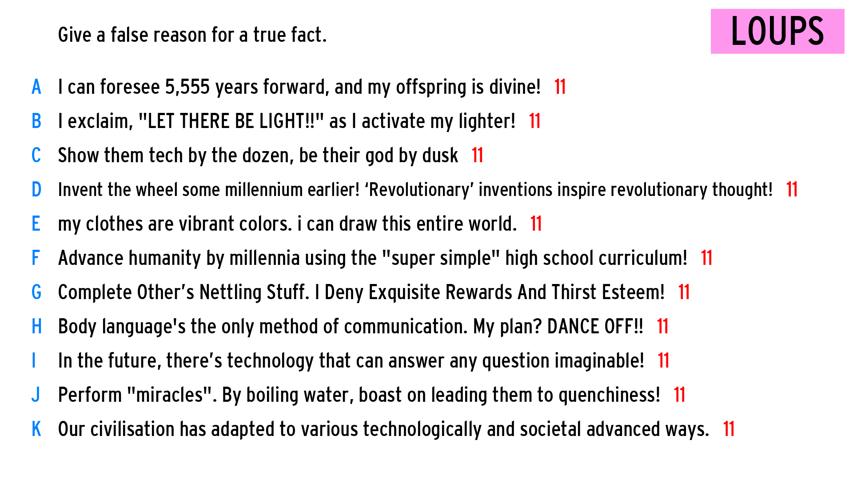 Give a false reason for a true fact.
LOUPS
A I can foresee 5,555 years forward, and my offspring is divine! 11
B I exclaim, "LET THERE BE LIGHT!!" as I activate my lighter! 11
C Show them tech by the dozen, be their god by dusk 11
D Invent the wheel some millennium earlier! ‘Revolutionary’ inventions inspire revolutionary thought! 11
E my clothes are vibrant colors. i can draw this entire world. 11
F Advance humanity by millennia using the "super simple" high school curriculum! 11
G Complete Other’s Nettling Stuff. I Deny Exquisite Rewards And Thirst Esteem! 11
H Body language's the only method of communication. My plan? DANCE OFF!! 11
I In the future, there’s technology that can answer any question imaginable! 11
J Perform "miracles". By boiling water, boast on leading them to quenchiness! 11
K Our civilisation has adapted to various technologically and societal advanced ways. 11